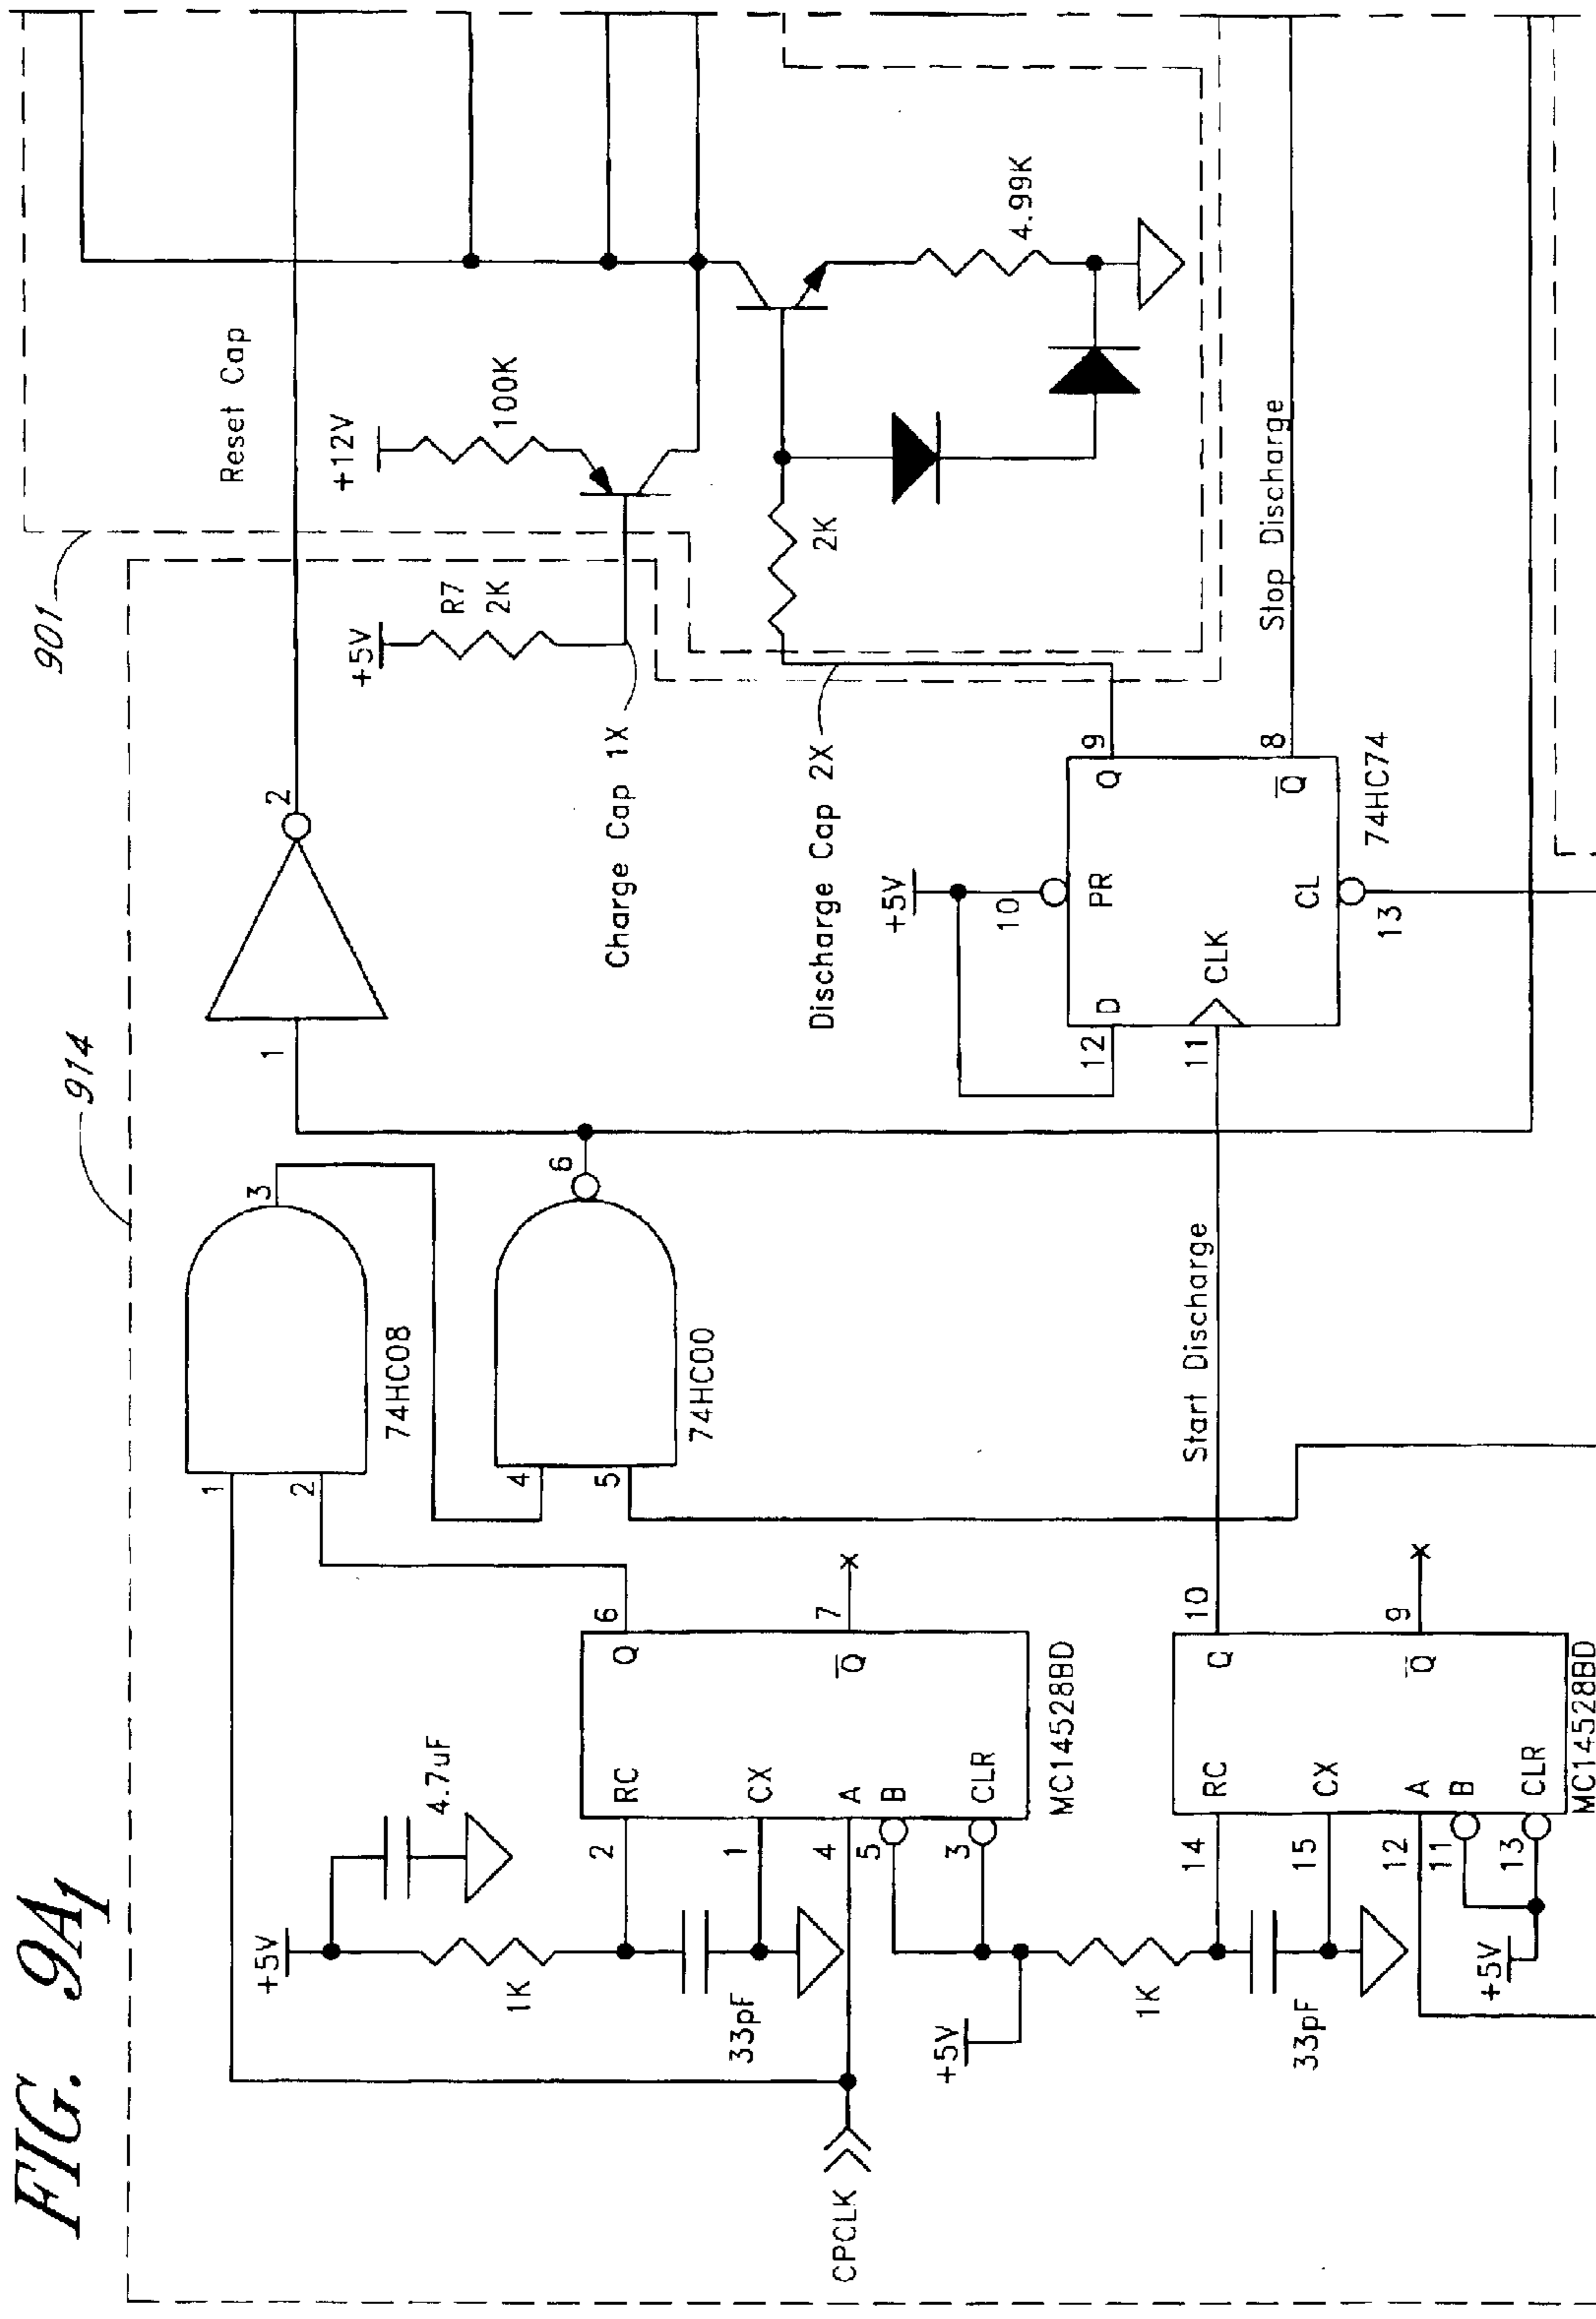 FIG. 9A1
914
901
CPCLK
+5V
4.7uF
1K
33pF
2
1
4
5
3
RC
CX
A
B
CLR
Q
Q
6
7
x
MC14528BD
+5V
1K
33pF
+5V
14
15
12
11
13
RC
CX
A
B
CLR
Q
Q
10
9
x
MC14528BD
1
2
3
74HC08
4
5
6
74HC00
Start Discharge
1
2
Reset Cap
+5V
R7
2K
Charge Cap 1X
+12V
100K
Discharge Cap 2X
2K
4.99K
+5V
10
12
11
D
CLK
PR
CL
Q
Q
9
8
13
74HC74
Stop Discharge